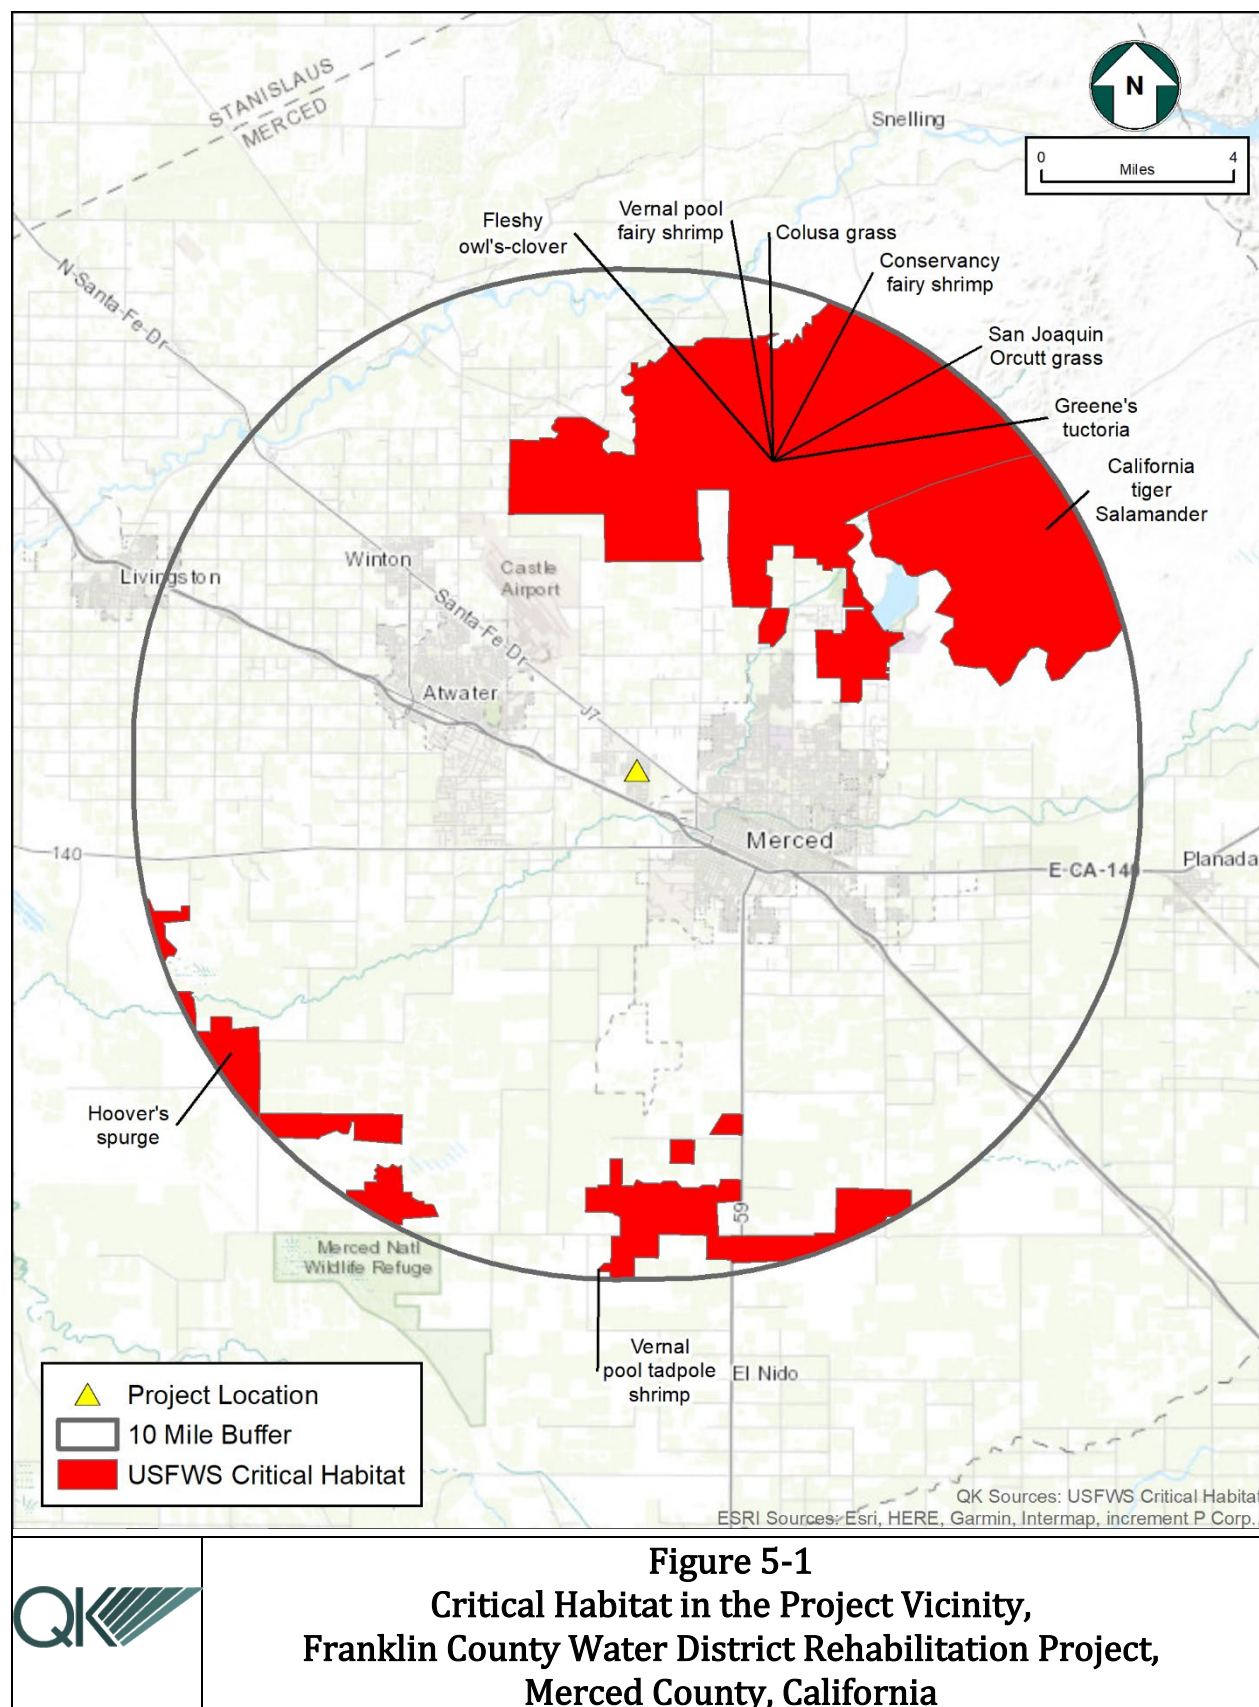 STANISLAUS
MERCED
Snelling
N
0 4
Miles
Fleshy
owl's-clover
Vernal pool
fairy shrimp
Colusa grass
Conservancy
fairy shrimp
San Joaquin
Orcutt grass
Greene's
tuctoria
California
tiger
Salamander
N-Santa-Fe-Dr
Livingston
Winton
Castle
Airport
Santa-Fe-Dr
Atwater
J7
Merced
140
E-CA-140
Planada
Hoover's
spurge
59
Merced Natl
Wildlife Refuge
Vernal
pool tadpole
shrimp
El Nido
Project Location
10 Mile Buffer
USFWS Critical Habitat
QK Sources: USFWS Critical Habitat
ESRI Sources: Esri, HERE, Garmin, Intermap, increment P Corp.,
QK
Figure 5-1
Critical Habitat in the Project Vicinity,
Franklin County Water District Rehabilitation Project,
Merced County, California